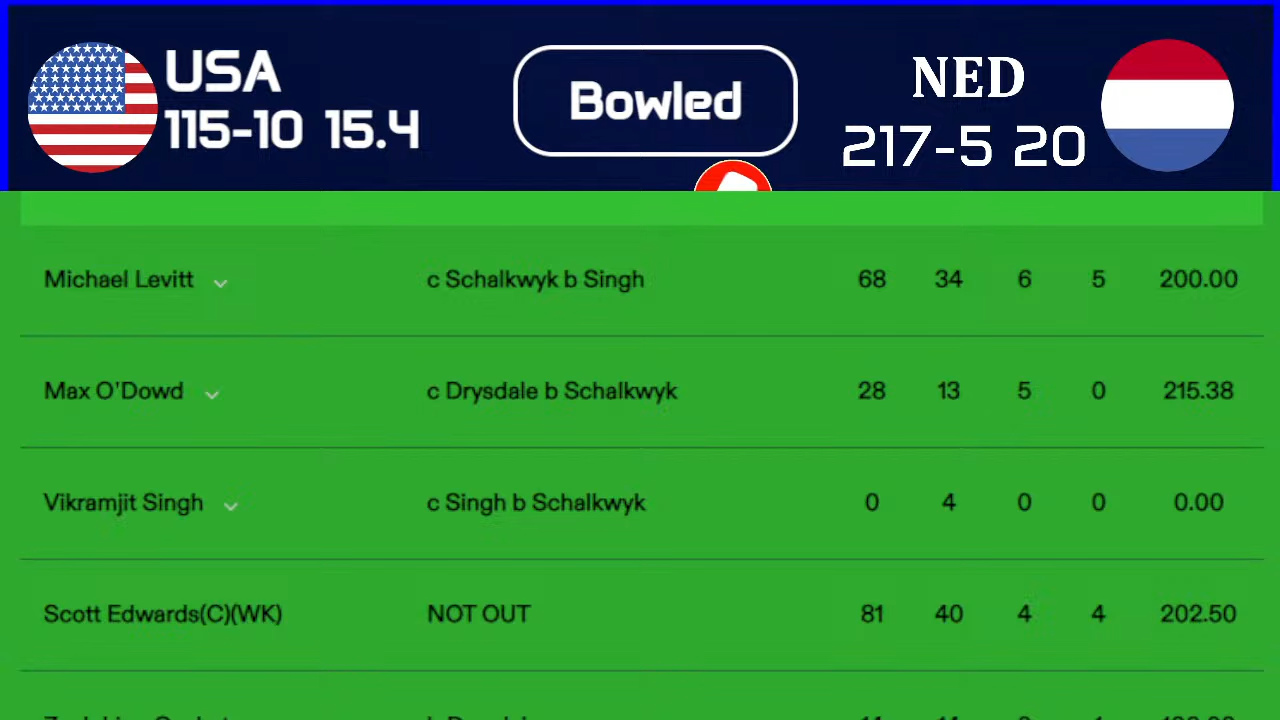 USA
115-10 15.4
Bowled
NED
217-5 20
Michael Levitt c Schalkwyk b Singh 68 34 6 5 200.00
Max O'Dowd c Drysdale b Schalkwyk 28 13 5 0 215.38
Vikramjit Singh c Singh b Schalkwyk 0 4 0 0 0.00
Scott Edwards(C)(WK) NOT OUT 81 40 4 4 202.50